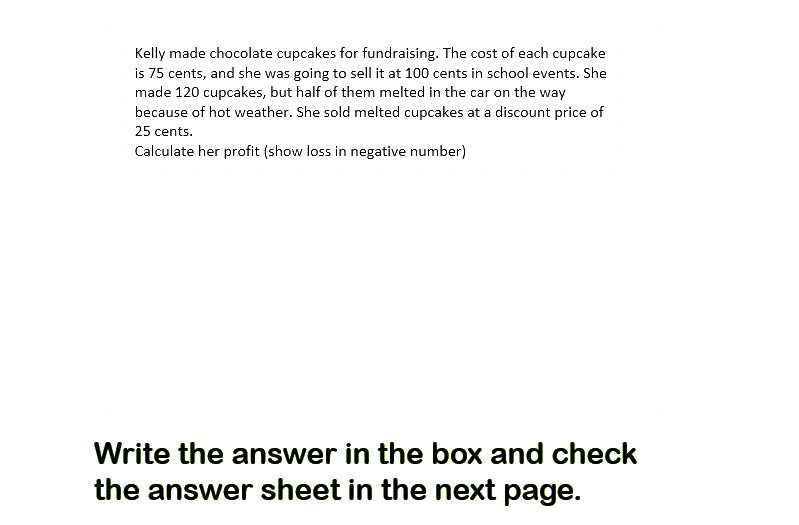 Kelly made chocolate cupcakes for fundraising. The cost of each cupcake
is 75 cents, and she was going to sell it at 100 cents in school events. She
made 120 cupcakes, but half of them melted in the car on the way
because of hot weather. She sold melted cupcakes at a discount price of
25 cents.
Calculate her profit (show loss in negative number)
Write the answer in the box and check
the answer sheet in the next page.